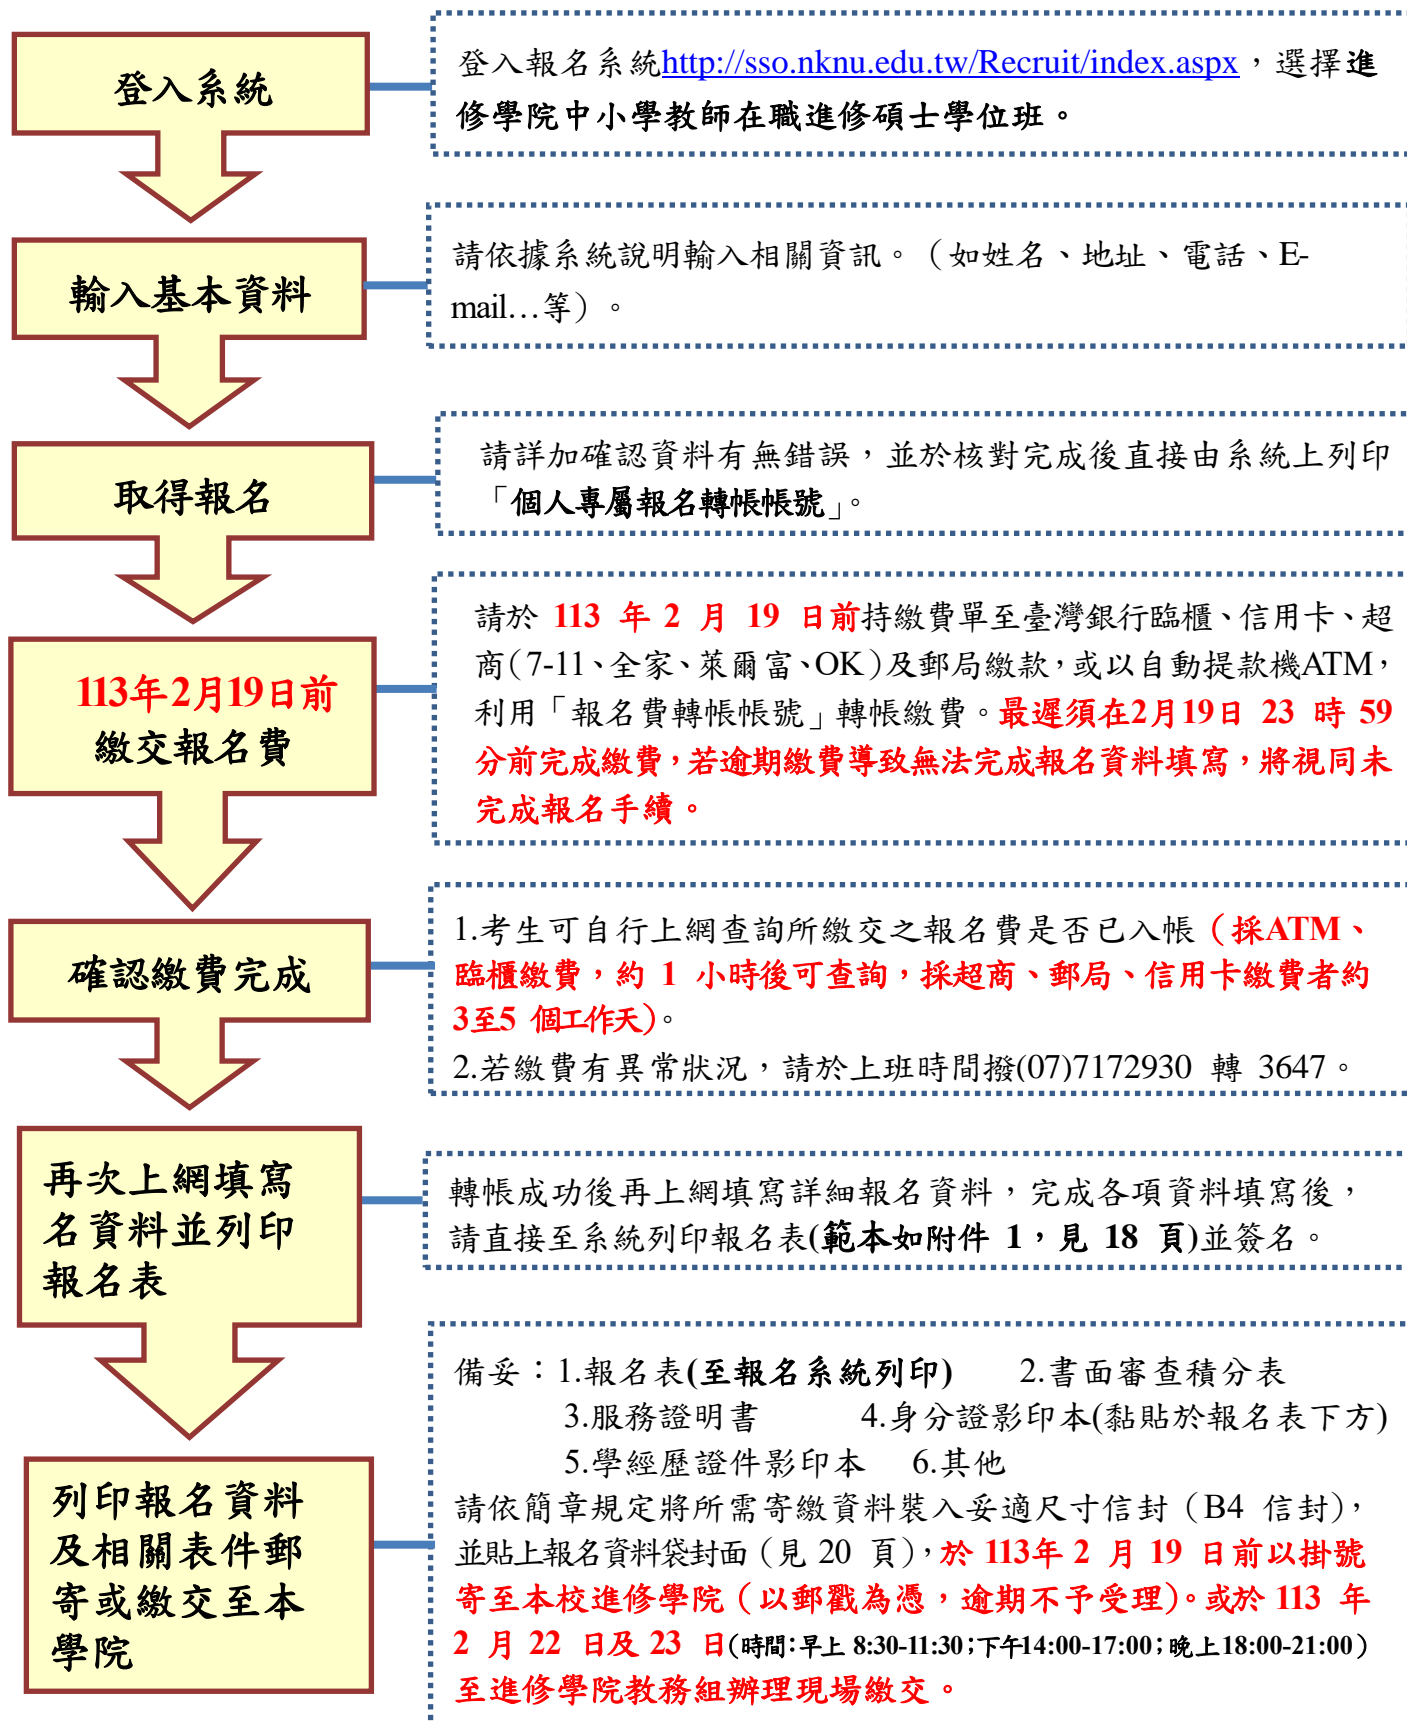 登入系統
登入報名系統http://sso.nknu.edu.tw/Recruit/index.aspx，選擇進
修學院中小學教師在職進修碩士學位班。
輸入基本資料
請依據系統說明輸入相關資訊。（如姓名、地址、電話、E-
mail…等）。
取得報名
請詳加確認資料有無錯誤，並於核對完成後直接由系統上列印
「個人專屬報名轉帳帳號」。
113年2月19日前
繳交報名費
請於 113 年 2 月 19 日前持繳費單至臺灣銀行臨櫃、信用卡、超
商（7-11、全家、萊爾富、OK）及郵局繳款，或以自動提款機ATM，
利用「報名費轉帳帳號」轉帳繳費。最遲須在2月19日 23 時 59
分前完成繳費，若逾期繳費導致無法完成報名資料填寫，將視同未
完成報名手續。
確認繳費完成
1.考生可自行上網查詢所繳交之報名費是否已入帳（採ATM、
臨櫃繳費，約 1 小時後可查詢，採超商、郵局、信用卡繳費者約
3至5 個工作天）。
2.若繳費有異常狀況，請於上班時間撥(07)7172930 轉 3647。
再次上網填寫
名資料並列印
報名表
轉帳成功後再上網填寫詳細報名資料，完成各項資料填寫後，
請直接至系統列印報名表(範本如附件 1，見 18 頁)並簽名。
列印報名資料
及相關表件郵
寄或繳交至本
學院
備妥：1.報名表(至報名系統列印) 2.書面審查積分表
3.服務證明書 4.身分證影印本(黏貼於報名表下方)
5.學經歷證件影印本 6.其他
請依簡章規定將所需寄繳資料裝入妥適尺寸信封（B4 信封），
並貼上報名資料袋封面（見 20 頁），於 113年 2 月 19 日前以掛號
寄至本校進修學院（以郵戳為憑，逾期不予受理）。或於 113 年
2 月 22 日及 23 日(時間：早上 8:30-11:30；下午14:00-17:00；晚上18:00-21:00）
至進修學院教務組辦理現場繳交。